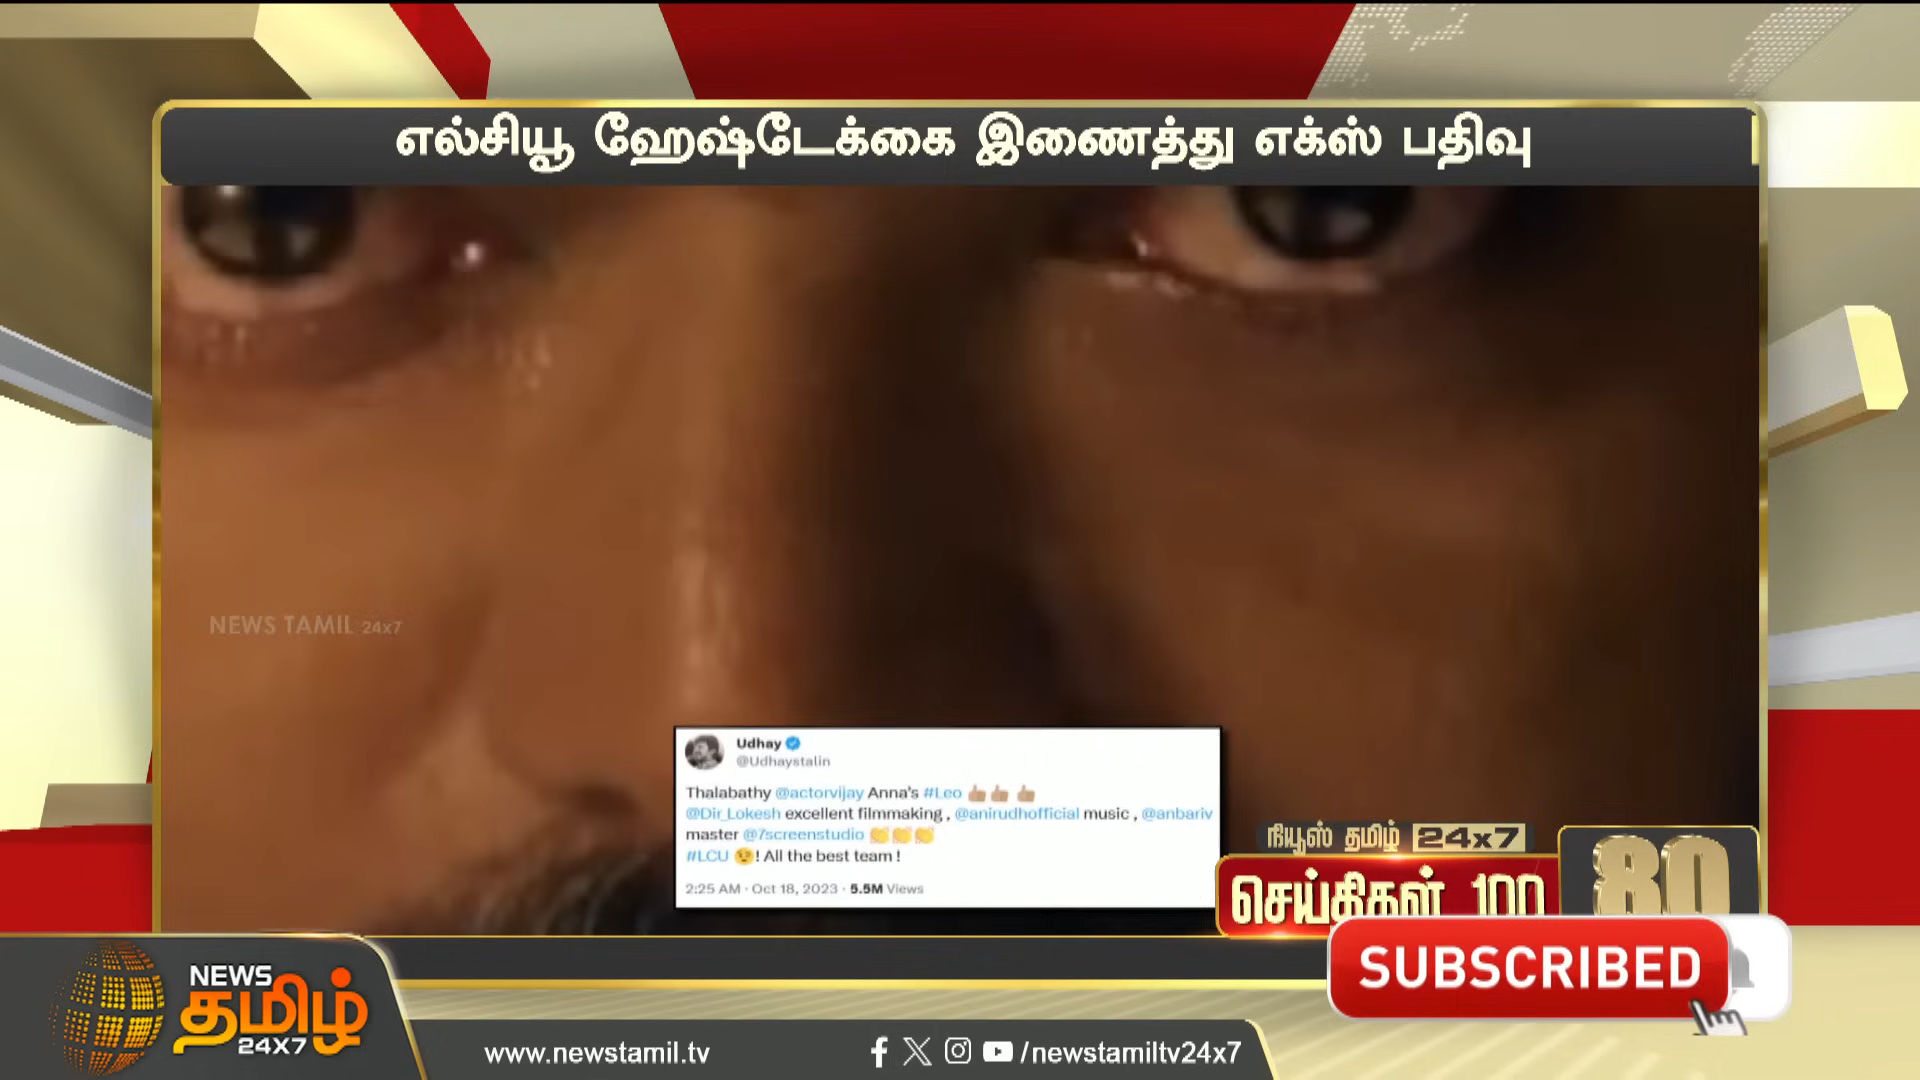 எல்சியூ ஹேஷ்டேக்கை இணைத்து எக்ஸ் பதிவு
NEWS TAMIL 24x7
Udhay
@Udhaystalin
Thalabathy @actorvijay Anna's #Leo 👍🏽👍🏽 👍🏽
@Dir_Lokesh excellent filmmaking , @anirudhofficial music , @anbariv
master @7screenstudio 👏👏👏
#LCU 😉! All the best team !
2:25 AM · Oct 18, 2023 · 5.5M Views
நியூஸ் தமிழ் 24x7
செய்திகள் 100
80
SUBSCRIBED
NEWS
தமிழ்
24X7
www.newstamil.tv
/newstamiltv24x7